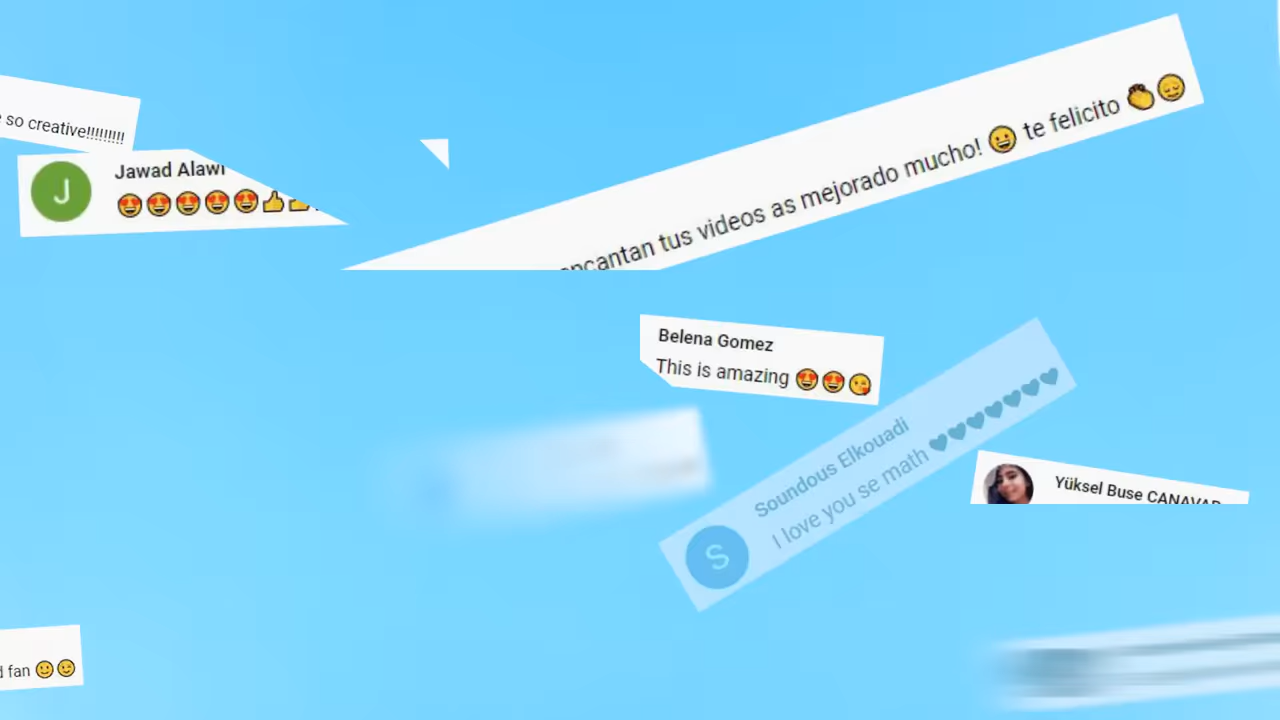 so creative!!!!!!!!!
Jawad Alawi
😍😍😍😍😍👍
tus videos as mejorado mucho! 😀 te felicito 👏😔
Belena Gomez
This is amazing 😍😍😘
Soundous Elkouadi
I love you se math ♥♥♥♥♥♥♥
Yüksel Buse
fan 🙂😉